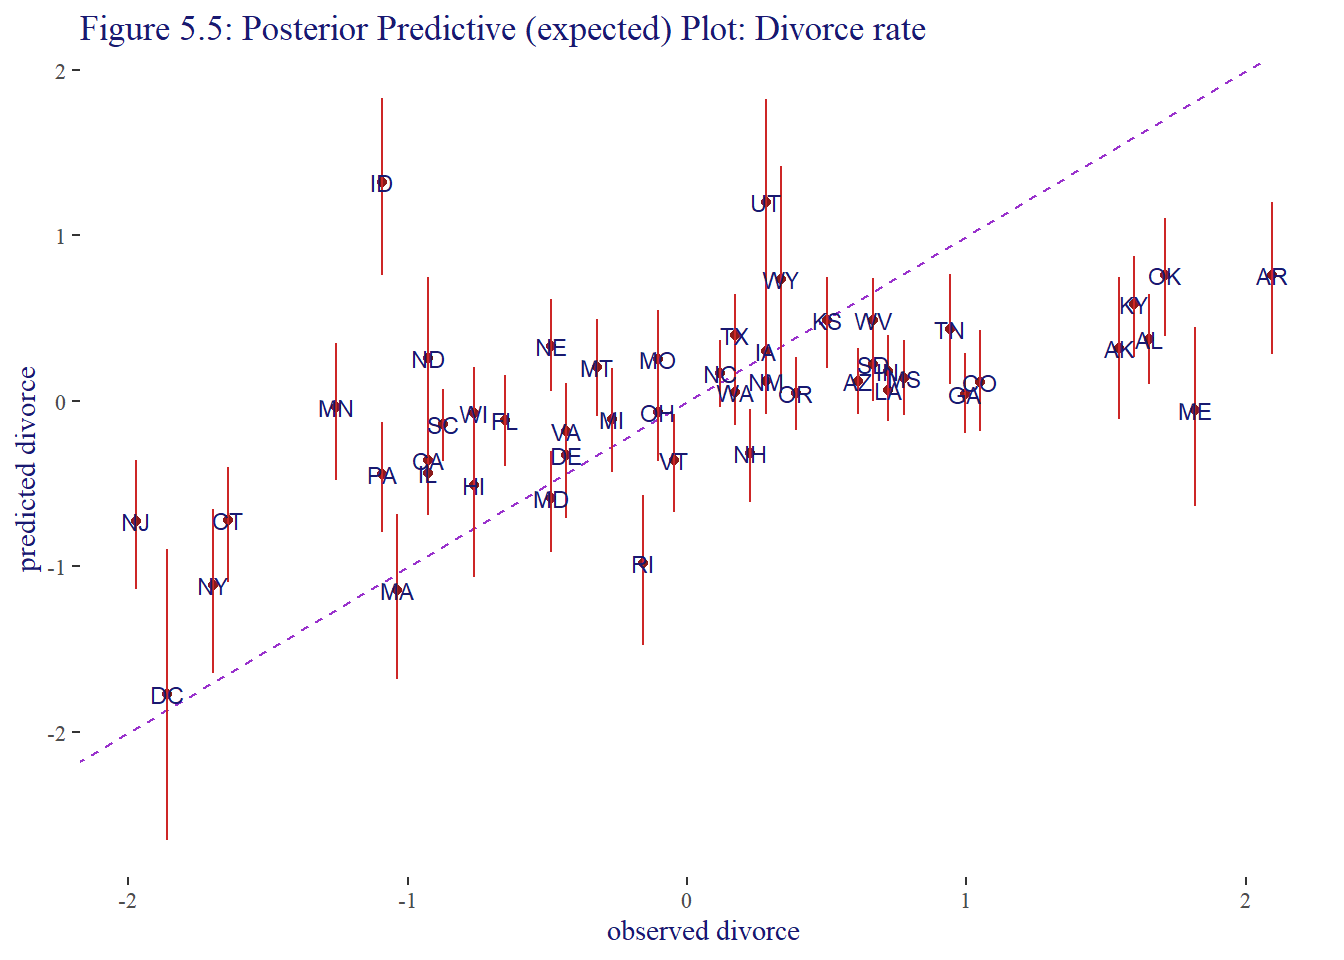 Figure 5.5: Posterior Predictive (expected) Plot: Divorce rate
2
1
0
-1
-2
predicted divorce
ID
UT
WY
OK
AR
KY
KS
WV
TN
TX
NE
AL
AK
IA
ND
MO
MT
SD
IN
NC
MS
AZ
NM
CO
LA
WA
OR
GA
MN
ME
WI
OH
FL
MI
SC
VA
NH
DE
CA
VT
IL
PA
HI
MD
NJ
CT
RI
NY
MA
DC
-2
-1
0
1
2
observed divorce